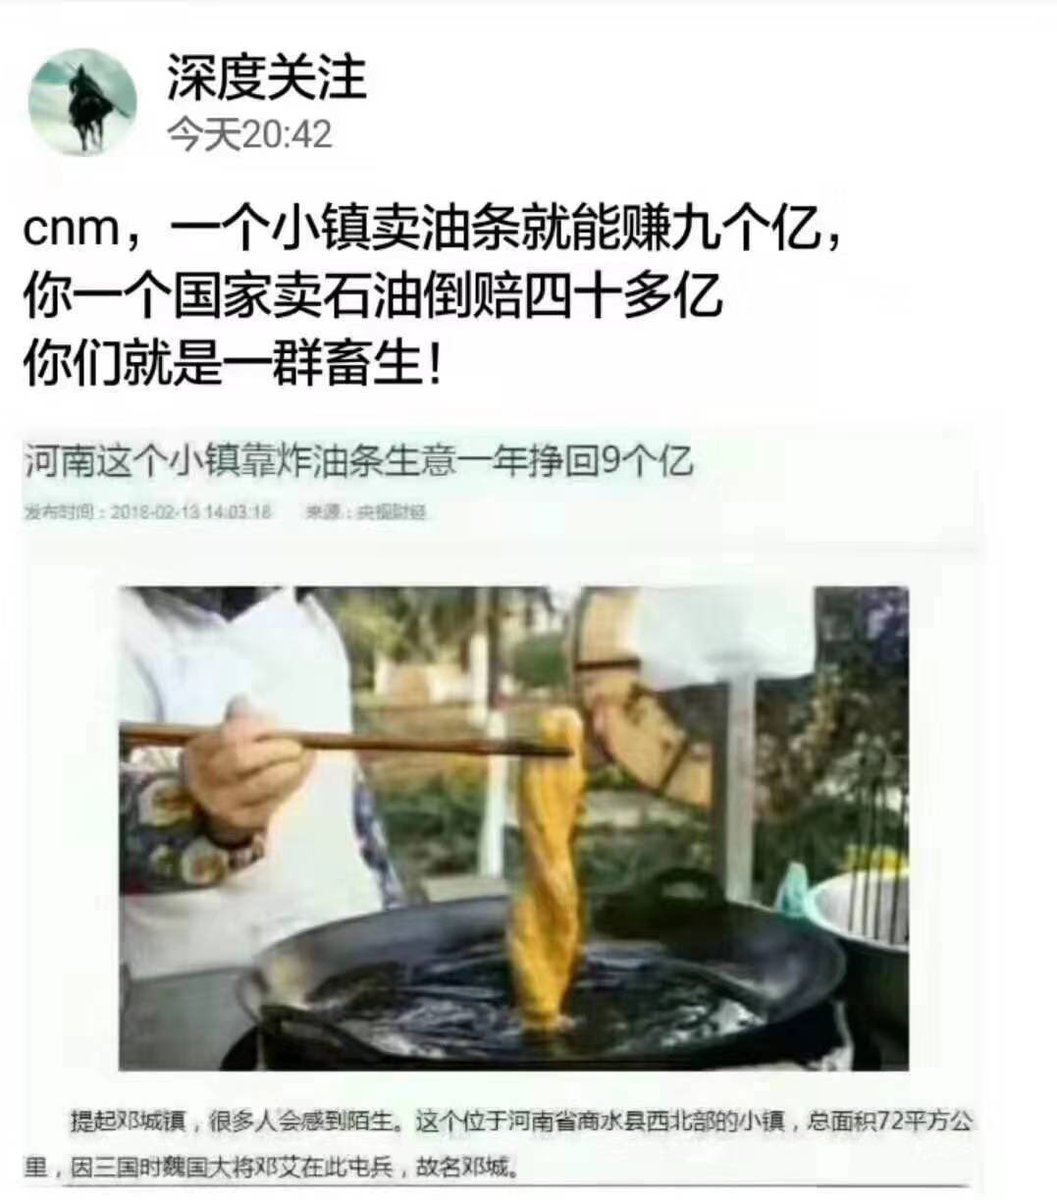 深度关注
今天20:42
cnm，一个小镇卖油条就能赚九个亿，
你一个国家卖石油倒赔四十多亿
你们就是一群畜生！
河南这个小镇靠炸油条生意一年挣回9个亿
发布时间：2018-02-13 14:03:18 来源：央视财经
提起邓城镇，很多人会感到陌生。这个位于河南省商水县西北部的小镇，总面积72平方公
里，因三国时魏国大将邓艾在此屯兵，故名邓城。